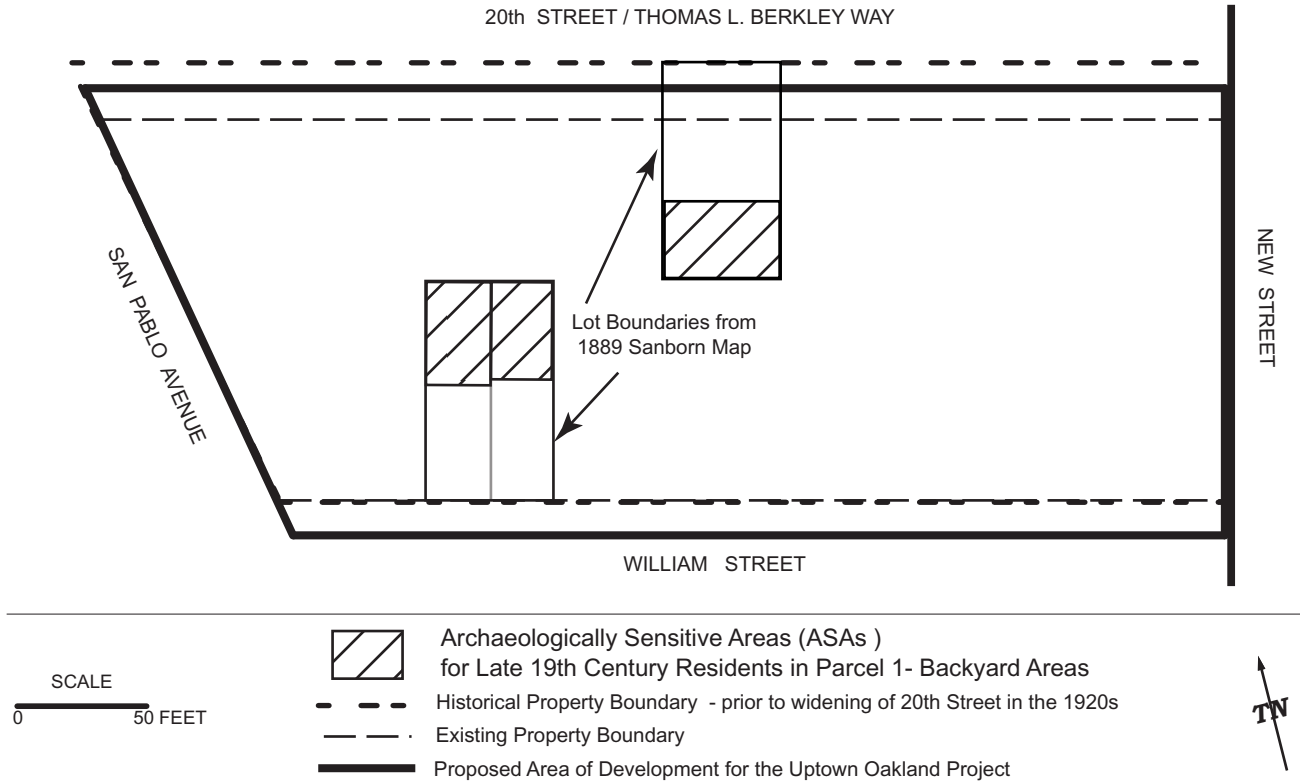 20th STREET / THOMAS L. BERKLEY WAY
SAN PABLO AVENUE
NEW STREET
Lot Boundaries from
1889 Sanborn Map
WILLIAM STREET
SCALE
0 50 FEET
Archaeologically Sensitive Areas (ASAs )
for Late 19th Century Residents in Parcel 1- Backyard Areas
Historical Property Boundary - prior to widening of 20th Street in the 1920s
Existing Property Boundary
Proposed Area of Development for the Uptown Oakland Project
TN